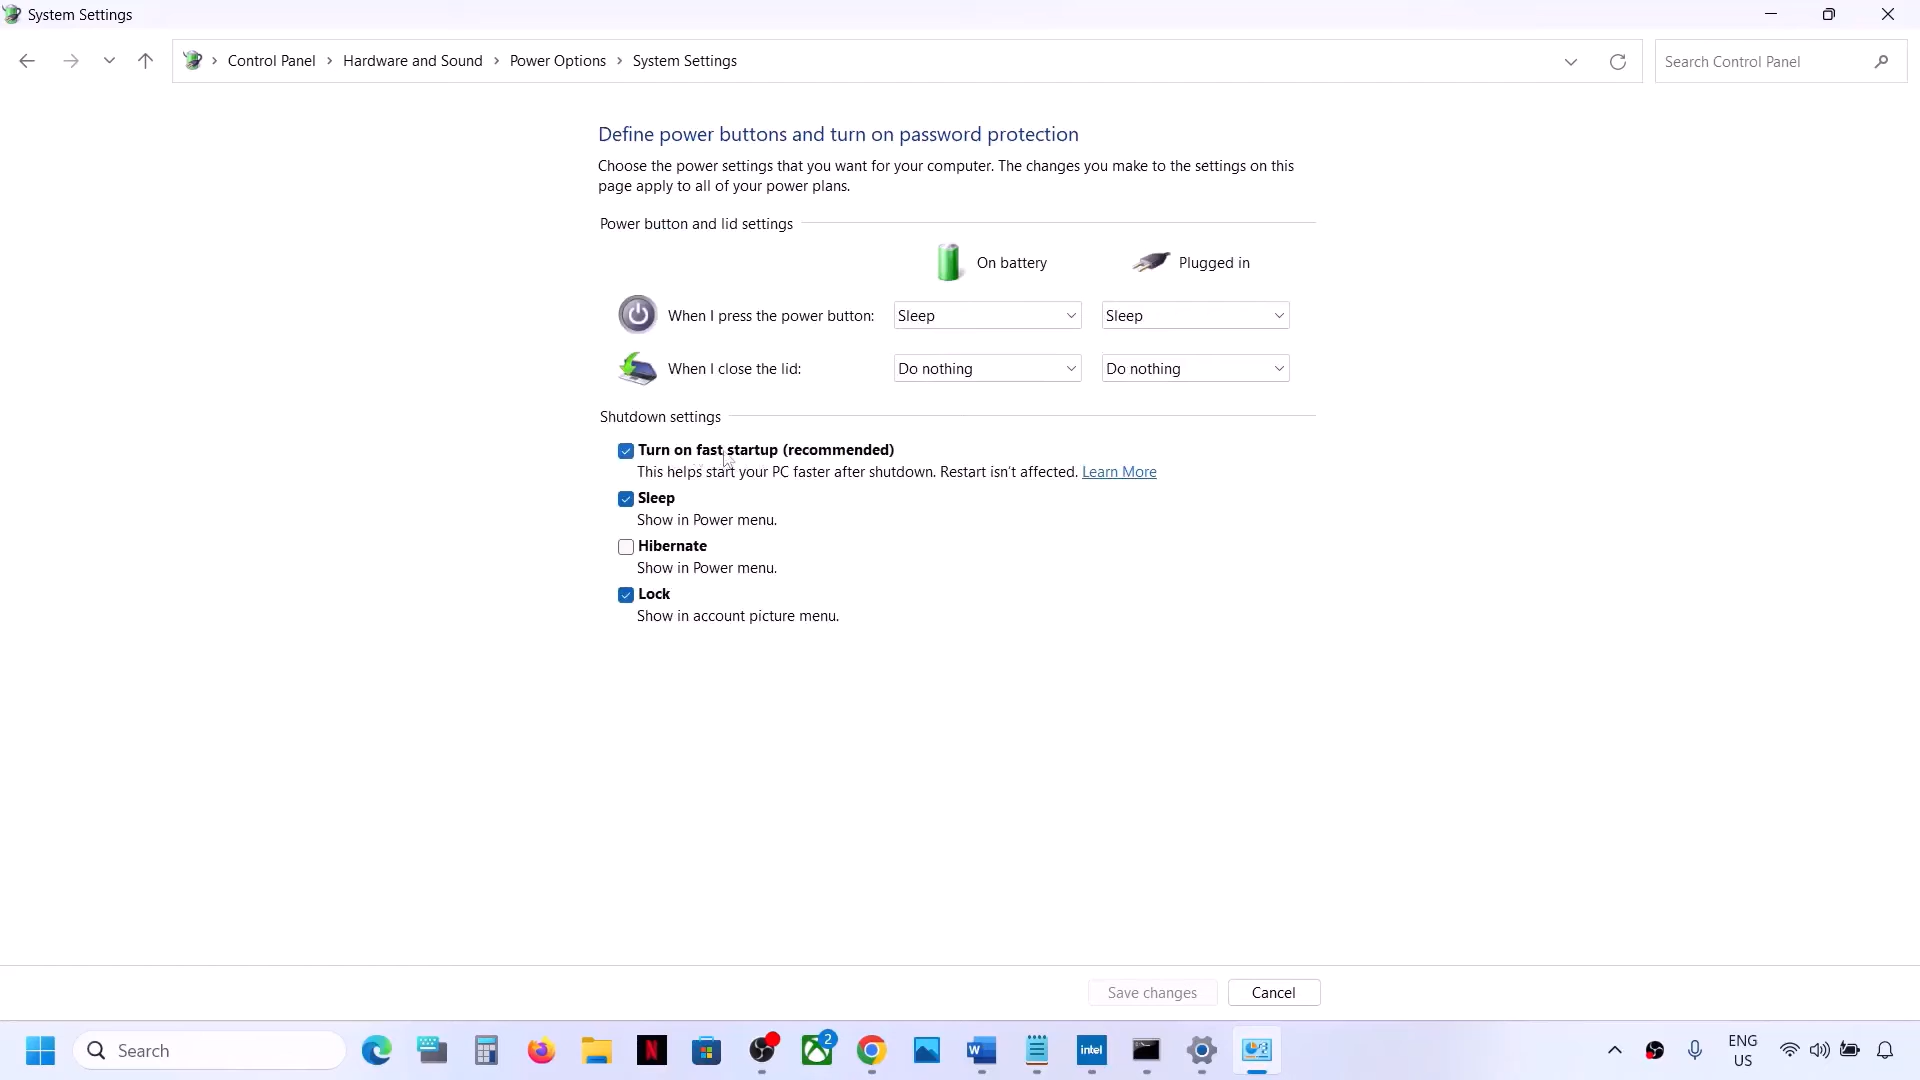 System Settings
Control Panel > Hardware and Sound > Power Options > System Settings
Search Control Panel
Define power buttons and turn on password protection
Choose the power settings that you want for your computer. The changes you make to the settings on this
page apply to all of your power plans.
Power button and lid settings
On battery
Plugged in
When I press the power button:
Sleep
Sleep
When I close the lid:
Do nothing
Do nothing
Shutdown settings
Turn on fast startup (recommended)
This helps start your PC faster after shutdown. Restart isn't affected. Learn More
Sleep
Show in Power menu.
Hibernate
Show in Power menu.
Lock
Show in account picture menu.
Save changes
Cancel
Search
N
2
W
intel
ENG
US